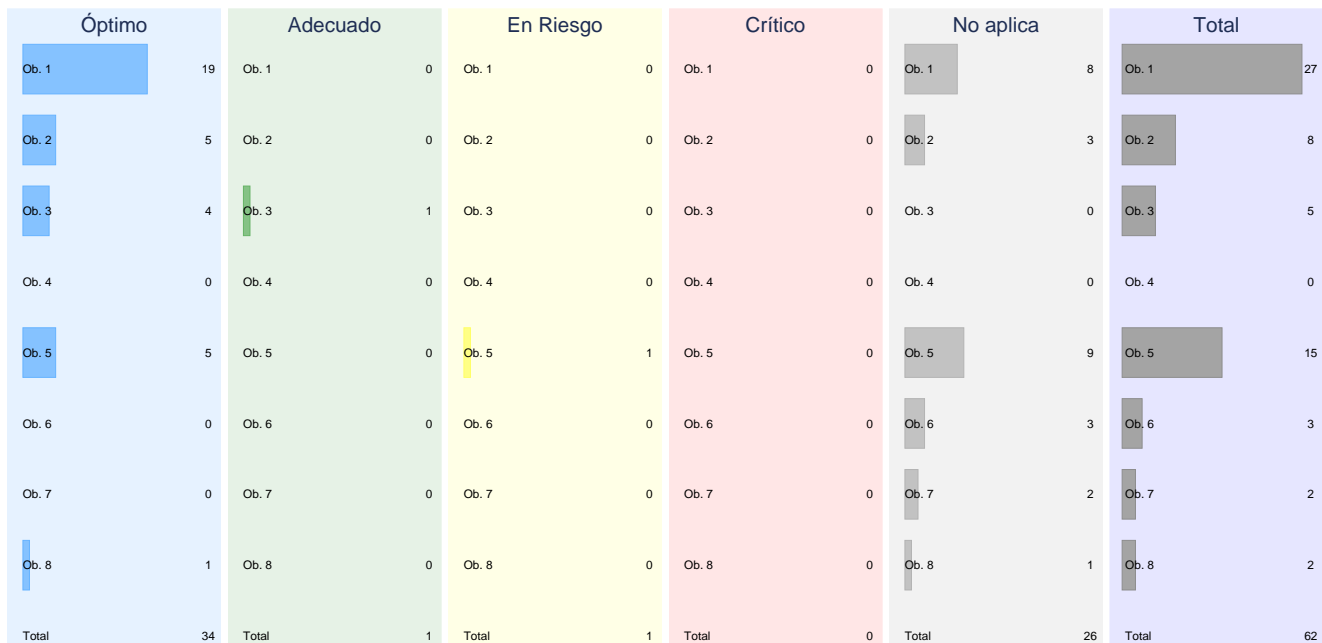 Óptimo Adecuado En Riesgo Crítico No aplica Total
Ob. 1 19 Ob. 1 0 Ob. 1 0 Ob. 1 0 Ob. 1 8 Ob. 1 27
Ob. 2 5 Ob. 2 0 Ob. 2 0 Ob. 2 0 Ob. 2 3 Ob. 2 8
Ob. 3 4 Ob. 3 1 Ob. 3 0 Ob. 3 0 Ob. 3 0 Ob. 3 5
Ob. 4 0 Ob. 4 0 Ob. 4 0 Ob. 4 0 Ob. 4 0 Ob. 4 0
Ob. 5 5 Ob. 5 0 Ob. 5 1 Ob. 5 0 Ob. 5 9 Ob. 5 15
Ob. 6 0 Ob. 6 0 Ob. 6 0 Ob. 6 0 Ob. 6 3 Ob. 6 3
Ob. 7 0 Ob. 7 0 Ob. 7 0 Ob. 7 0 Ob. 7 2 Ob. 7 2
Ob. 8 1 Ob. 8 0 Ob. 8 0 Ob. 8 0 Ob. 8 1 Ob. 8 2
Total 34 Total 1 Total 1 Total 0 Total 26 Total 62